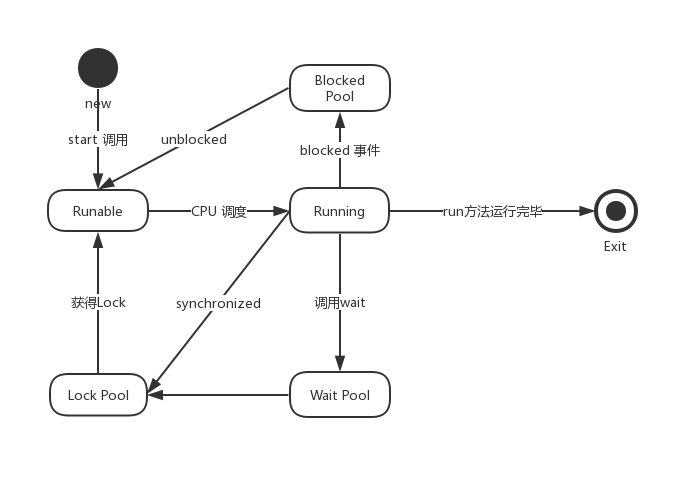 Blocked
Pool
new
start 调用
unblocked
blocked 事件
Runable
CPU 调度
Running
run方法运行完毕
Exit
获得Lock
synchronized
调用wait
Lock Pool
Wait Pool